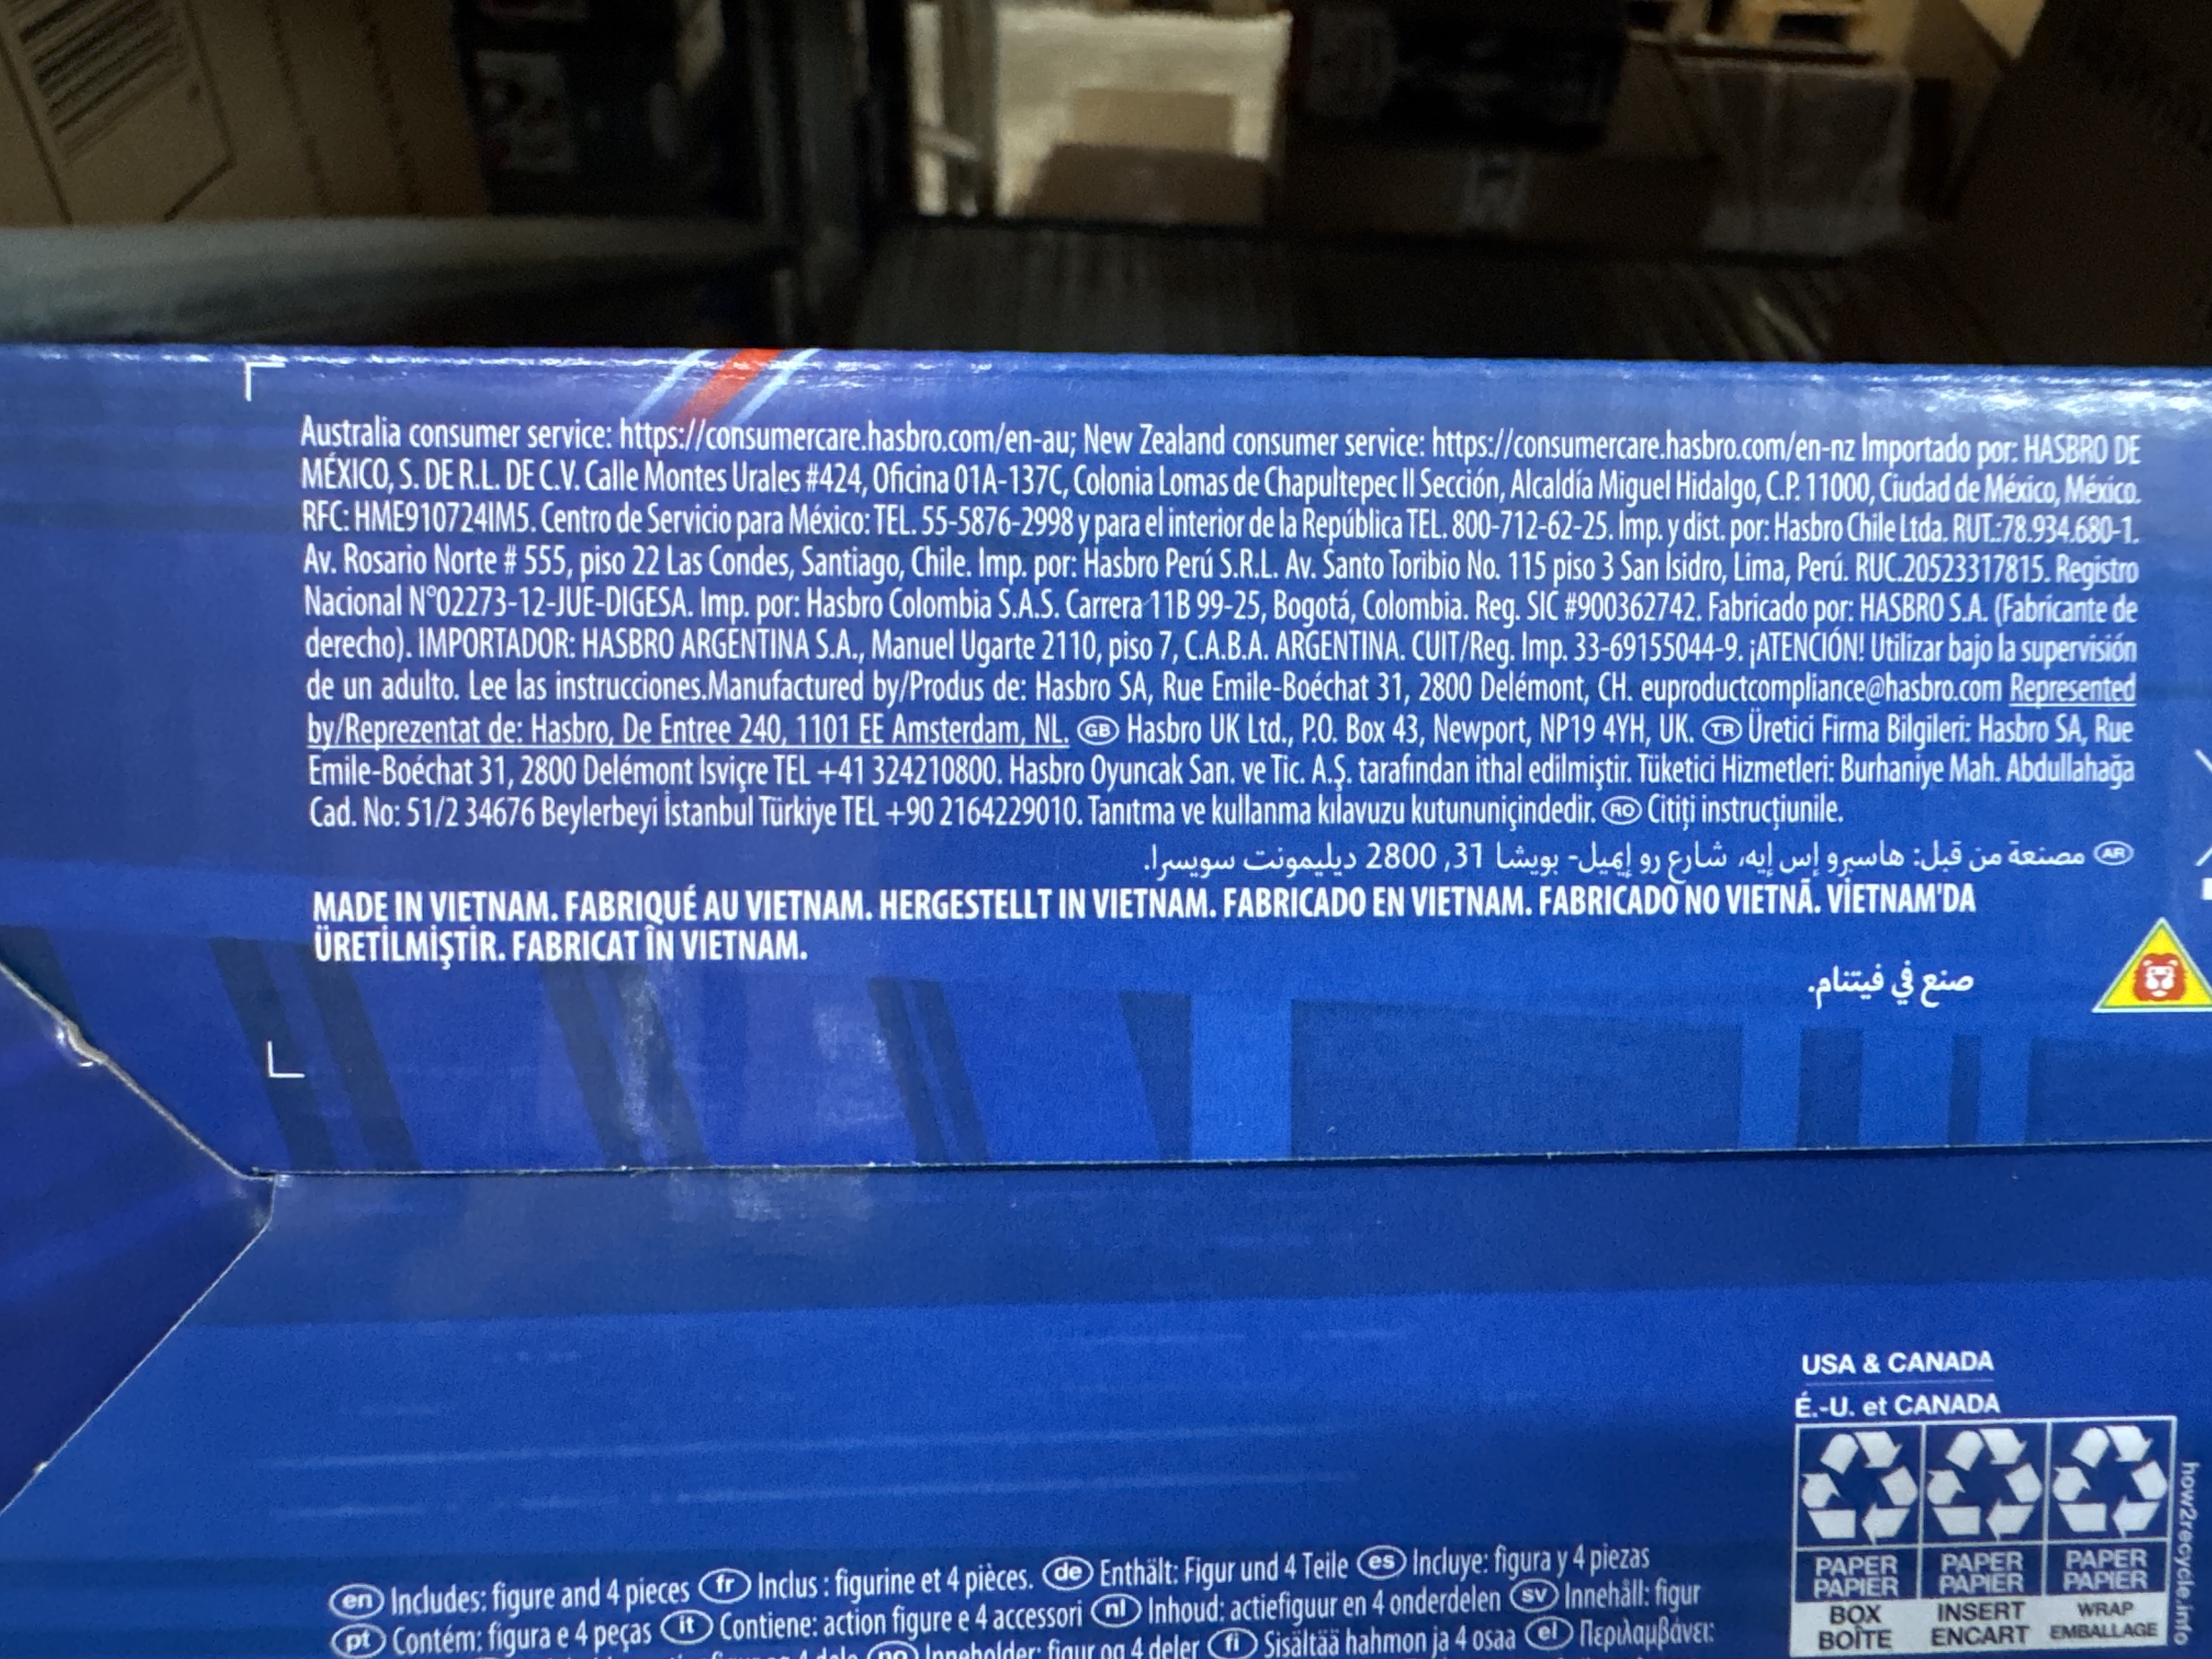 Australia consumer service: https://consumercare.hasbro.com/en-au; New Zealand consumer service: https://consumercare.hasbro.com/en-nz Importado por: HASBRO DE
MÉXICO, S. DE R.L. DE C.V. Calle Montes Urales #424, Oficina 01A-137C, Colonia Lomas de Chapultepec II Sección, Alcaldía Miguel Hidalgo, C.P. 11000, Ciudad de México, México.
RFC: HME910724IM5. Centro de Servicio para México: TEL. 55-5876-2998 y para el interior de la República TEL. 800-712-62-25. Imp. y dist. por: Hasbro Chile Ltda. RUT.:78.934.680-1.
Av. Rosario Norte # 555, piso 22 Las Condes, Santiago, Chile. Imp. por: Hasbro Perú S.R.L. Av. Santo Toribio No. 115 piso 3 San Isidro, Lima, Perú. RUC.20523317815. Registro
Nacional N°02273-12-JUE-DIGESA. Imp. por: Hasbro Colombia S.A.S. Carrera 11B 99-25, Bogotá, Colombia. Reg. SIC #900362742. Fabricado por: HASBRO S.A. (Fabricante de
derecho). IMPORTADOR: HASBRO ARGENTINA S.A., Manuel Ugarte 2110, piso 7, C.A.B.A. ARGENTINA. CUIT/Reg. Imp. 33-69155044-9. ¡ATENCIÓN! Utilizar bajo la supervisión
de un adulto. Lee las instrucciones.Manufactured by/Produs de: Hasbro SA, Rue Emile-Boéchat 31, 2800 Delémont, CH. euproductcompliance@hasbro.com Represented
by/Reprezentat de: Hasbro, De Entree 240, 1101 EE Amsterdam, NL. GB Hasbro UK Ltd., P.O. Box 43, Newport, NP19 4YH, UK. TR Üretici Firma Bilgileri: Hasbro SA, Rue
Emile-Boéchat 31, 2800 Delémont Isviçre TEL +41 324210800. Hasbro Oyuncak San. ve Tic. A.Ş. tarafından ithal edilmiştir. Tüketici Hizmetleri: Burhaniye Mah. Abdullahağa
Cad. No: 51/2 34676 Beylerbeyi İstanbul Türkiye TEL +90 2164229010. Tanıtma ve kullanma kılavuzu kutununiçindedir. RO Citiți instrucțiunile.
AR مصنعة من قبل: هاسبرو إس إيه، شارع رو إيميل- بويشا 31, 2800 ديليمونت سويسرا.
MADE IN VIETNAM. FABRIQUÉ AU VIETNAM. HERGESTELLT IN VIETNAM. FABRICADO EN VIETNAM. FABRICADO NO VIETNÃ. VİETNAM'DA
ÜRETİLMİŞTİR. FABRICAT ÎN VIETNAM.
صنع في فيتنام.
USA & CANADA
É.-U. et CANADA
PAPER PAPER PAPER
PAPIER PAPIER PAPIER
BOX INSERT WRAP
BOÎTE ENCART EMBALLAGE
how2recycle.info
en Includes: figure and 4 pieces fr Inclus : figurine et 4 pièces. de Enthält: Figur und 4 Teile es Incluye: figura y 4 piezas
pt Contém: figura e 4 peças it Contiene: action figure e 4 accessori nl Inhoud: actiefiguur en 4 onderdelen sv Innehåll: figur
no Inneholder: figur og 4 deler fi Sisältää hahmon ja 4 osaa el Περιλαμβάνει: